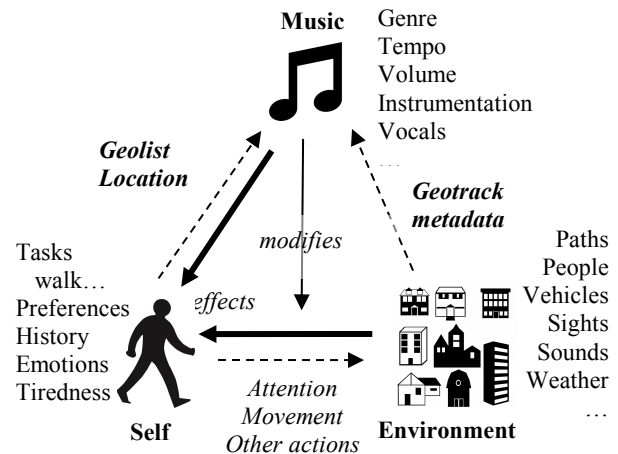 Music
Genre
Tempo
Volume
Instrumentation
Vocals
…
Geolist
Location
Geotrack
metadata
modifies
effects
Tasks
walk…
Preferences
History
Emotions
Tiredness
Self
Attention
Movement
Other actions
Paths
People
Vehicles
Sights
Sounds
Weather
…
Environment